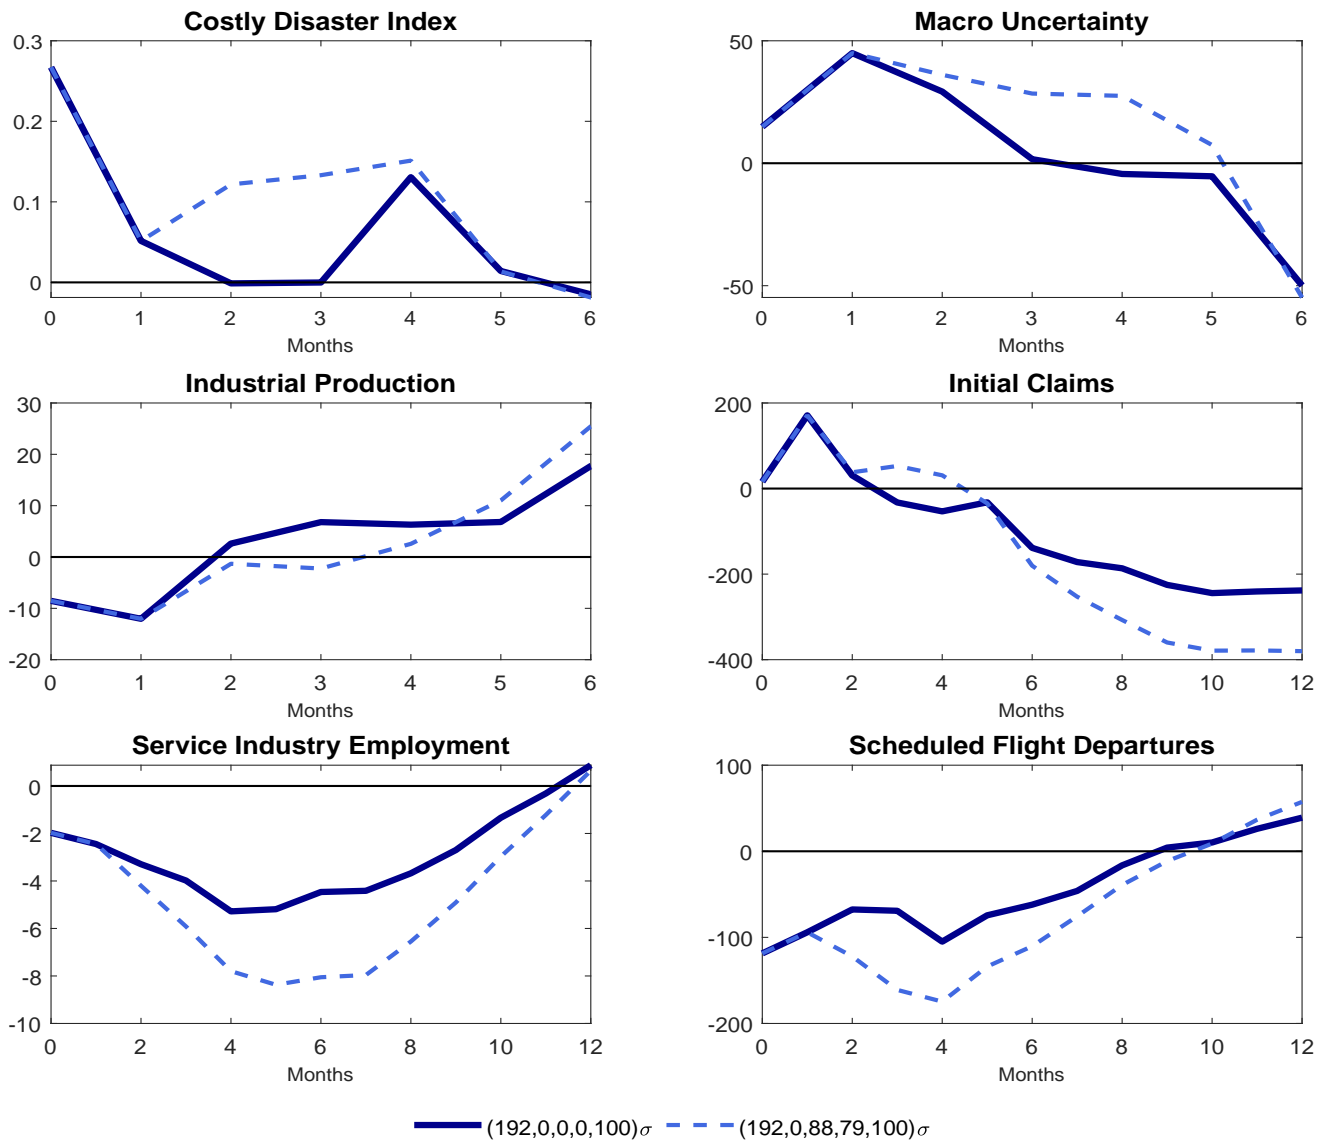 Costly Disaster Index
0.3
0.2
0.1
0
0 1 2 3 4 5 6
Months
Macro Uncertainty
50
0
-50
0 1 2 3 4 5 6
Months
Industrial Production
30
20
10
0
-10
-20
0 1 2 3 4 5 6
Months
Initial Claims
200
0
-200
-400
0 2 4 6 8 10 12
Months
Service Industry Employment
0
-2
-4
-6
-8
-10
0 2 4 6 8 10 12
Months
Scheduled Flight Departures
100
0
-100
-200
0 2 4 6 8 10 12
Months
(192,0,0,0,100)σ (192,0,88,79,100)σ